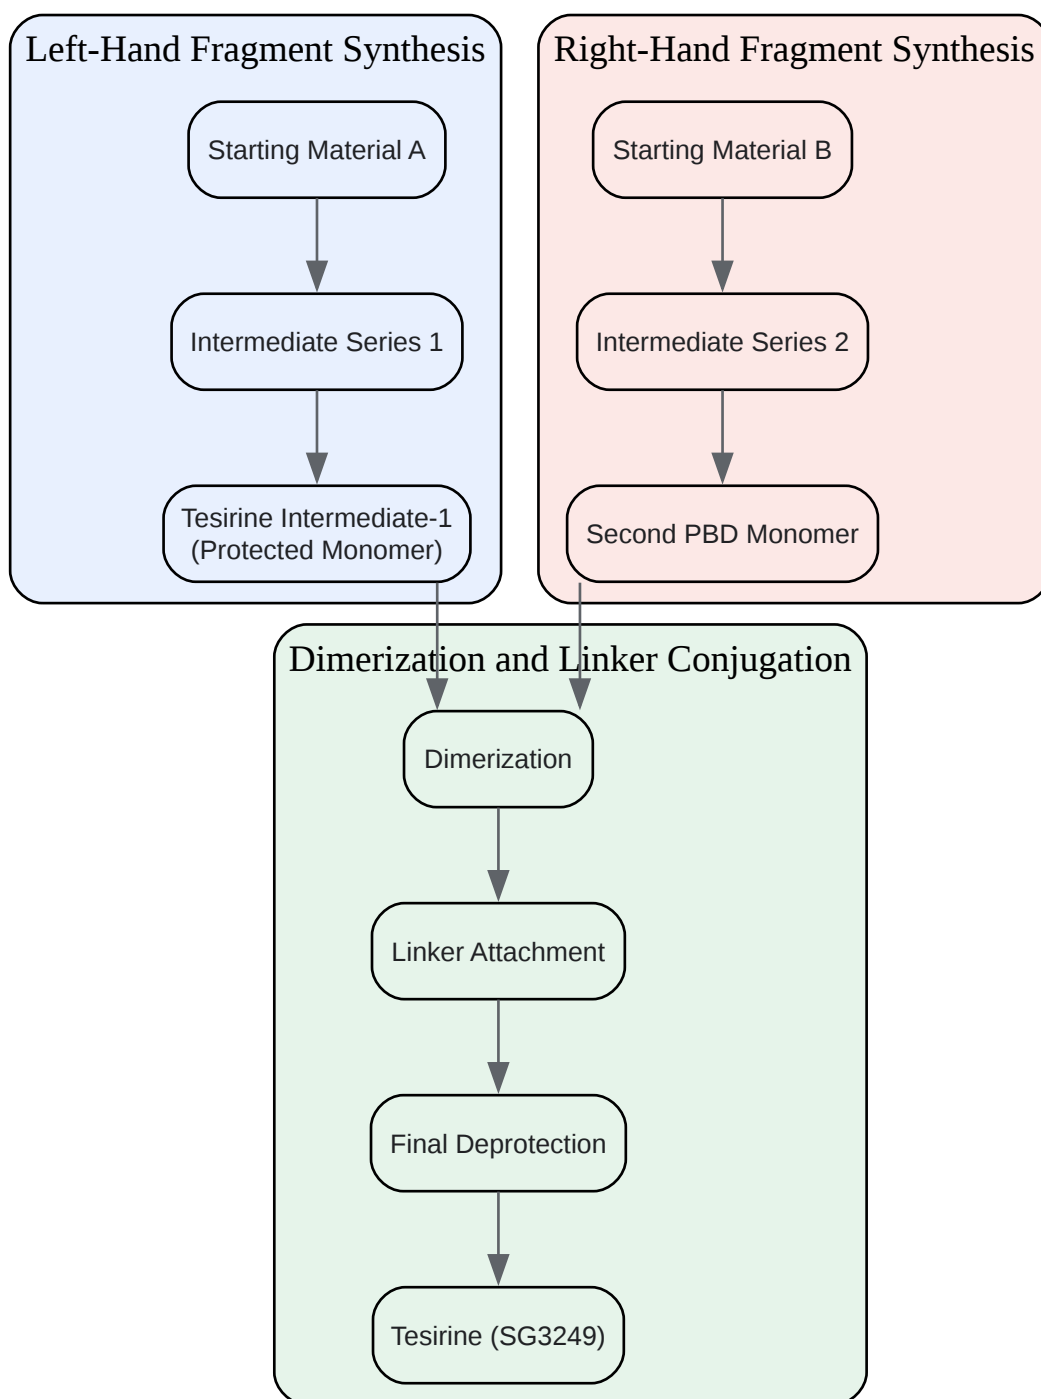 Left-Hand Fragment Synthesis
Starting Material A
Intermediate Series 1
Tesirine Intermediate-1
(Protected Monomer)
Right-Hand Fragment Synthesis
Starting Material B
Intermediate Series 2
Second PBD Monomer
Dimerization and Linker Conjugation
Dimerization
Linker Attachment
Final Deprotection
Tesirine (SG3249)